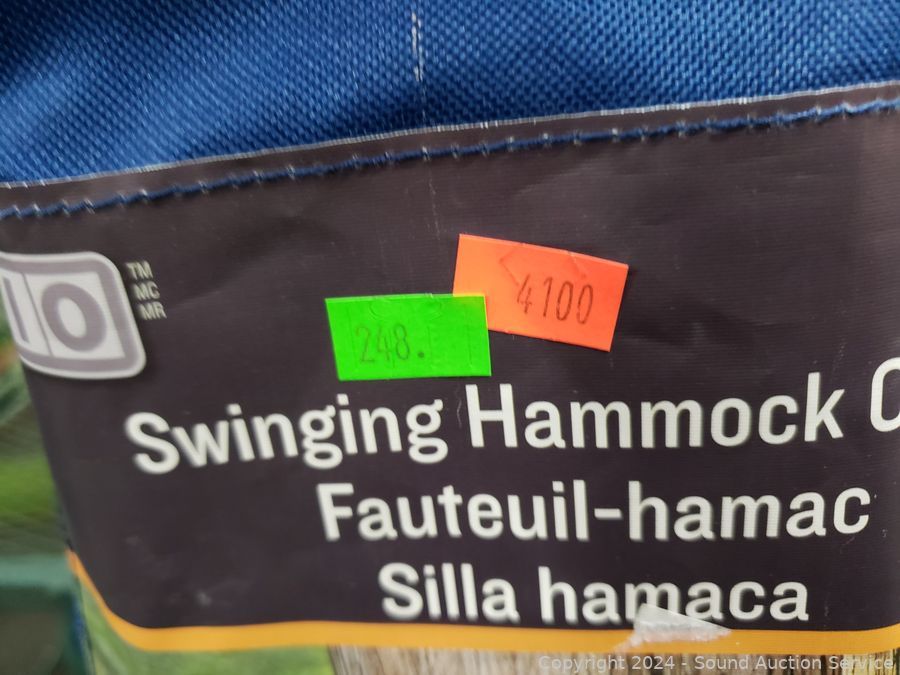 IO
TM
MC
MR
4100
248.
Swinging Hammock C
Fauteuil-hamac
Silla hamaca
Copyright 2024 - Sound Auction Service